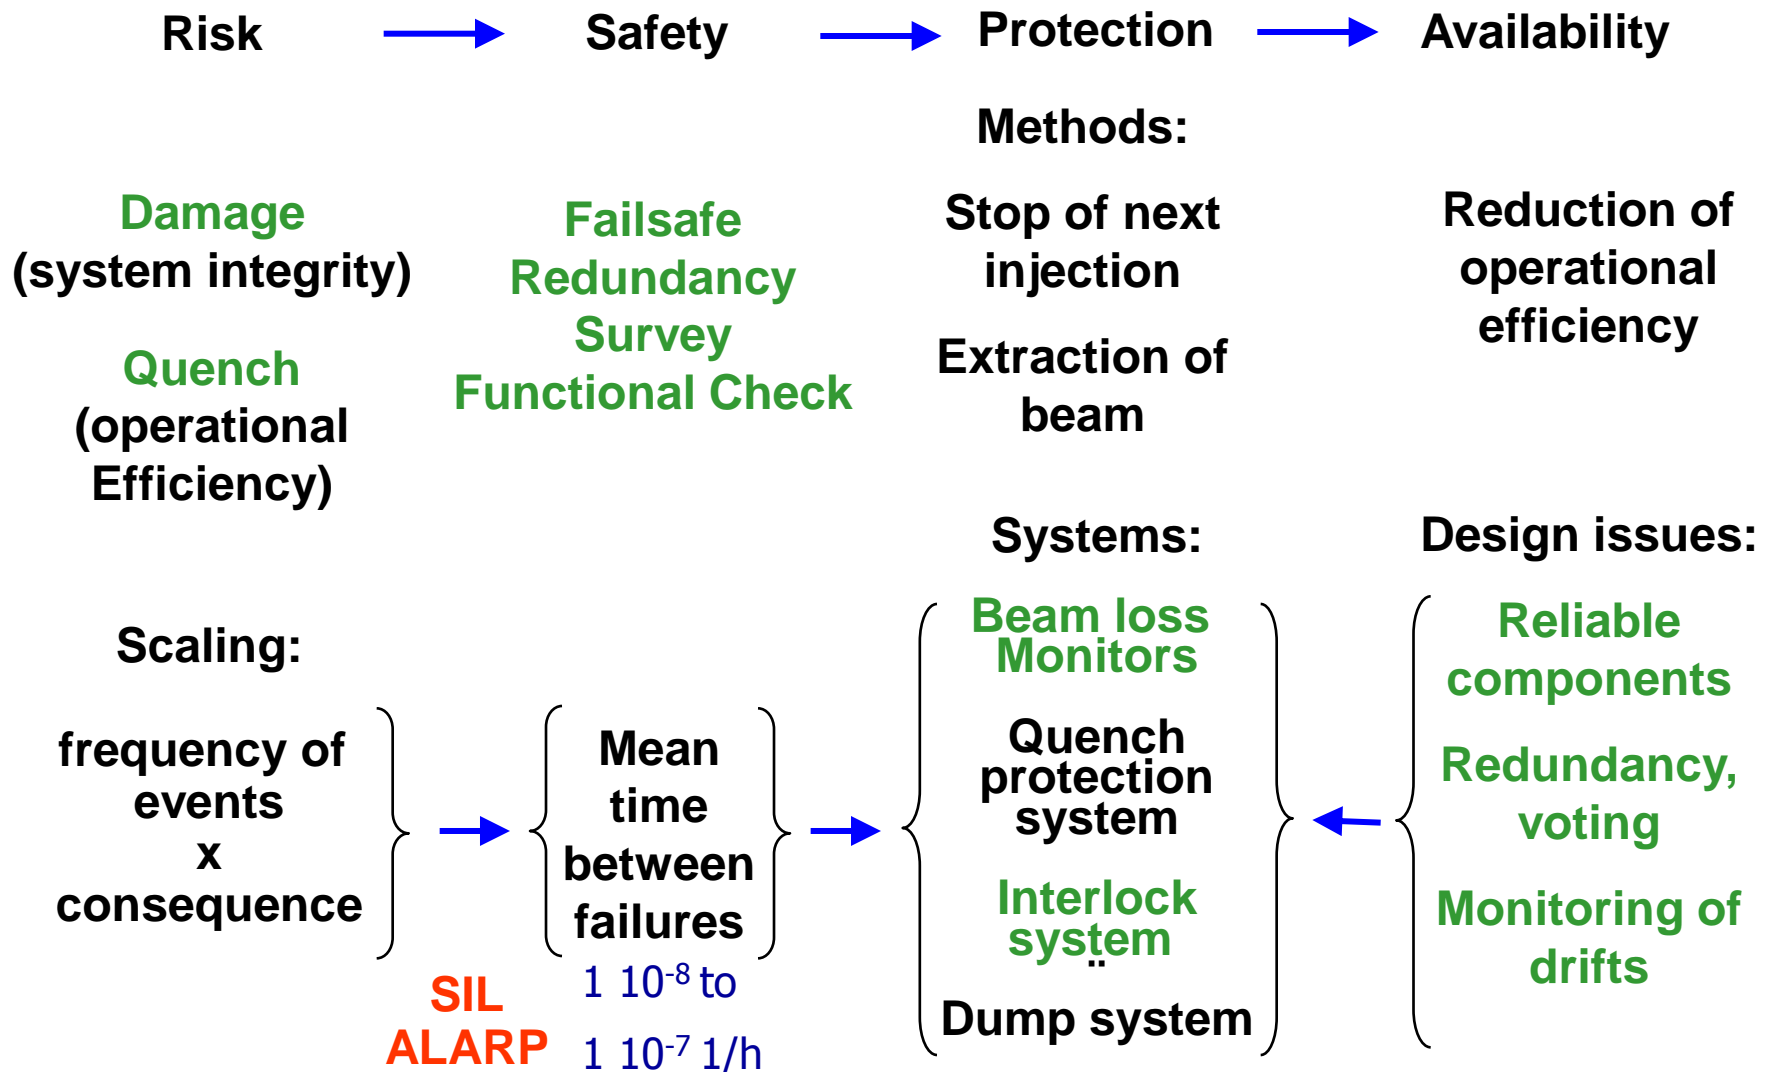 Risk
Safety
Protection
Availability
Methods:
Damage
(system integrity)
Quench
(operational
Efficiency)
Failsafe
Redundancy
Survey
Functional Check
Stop of next
injection
Extraction of
beam
Reduction of
operational
efficiency
Scaling:
frequency of
events
x
consequence
SIL
ALARP
Mean
time
between
failures
1 10⁻⁸ to
1 10⁻⁷ 1/h
Systems:
Beam loss
Monitors
Quench
protection
system
Interlock
system
..
Dump system
Design issues:
Reliable
components
Redundancy,
voting
Monitoring of
drifts